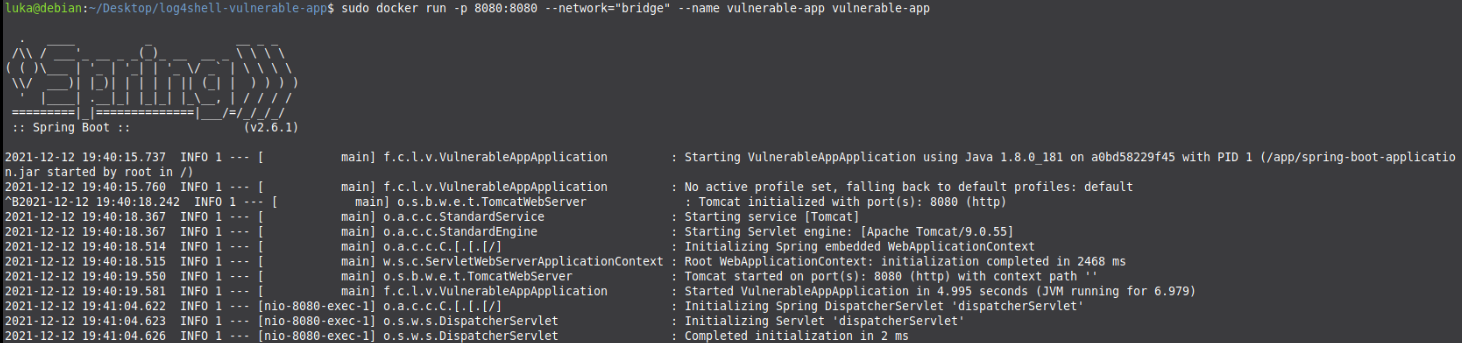 luka@debian:~/Desktop/log4shell-vulnerable-app$ sudo docker run -p 8080:8080 --network="bridge" --name vulnerable-app vulnerable-app

  .   ____          _            __ _ _
 /\\ / ___'_ __ _ _(_)_ __  __ _ \ \ \ \
( ( )\___ | '_ | '_| | '_ \/ _` | \ \ \ \
 \\/  ___)| |_)| | | | | || (_| |  ) ) ) )
  '  |____| .__|_| |_|_| |_\__, | / / / /
 =========|_|==============|___/=/_/_/_/
 :: Spring Boot ::                (v2.6.1)

2021-12-12 19:40:15.737  INFO 1 --- [           main] f.c.l.v.VulnerableAppApplication         : Starting VulnerableAppApplication using Java 1.8.0_181 on a0bd58229f45 with PID 1 (/app/spring-boot-applicatio
n.jar started by root in /)
2021-12-12 19:40:15.760  INFO 1 --- [           main] f.c.l.v.VulnerableAppApplication         : No active profile set, falling back to default profiles: default
^B2021-12-12 19:40:18.242  INFO 1 --- [           main] o.s.b.w.e.t.TomcatWebServer              : Tomcat initialized with port(s): 8080 (http)
2021-12-12 19:40:18.367  INFO 1 --- [           main] o.a.c.c.StandardService                  : Starting service [Tomcat]
2021-12-12 19:40:18.367  INFO 1 --- [           main] o.a.c.c.StandardEngine                   : Starting Servlet engine: [Apache Tomcat/9.0.55]
2021-12-12 19:40:18.514  INFO 1 --- [           main] o.a.c.c.C.[.[.[/]                        : Initializing Spring embedded WebApplicationContext
2021-12-12 19:40:18.515  INFO 1 --- [           main] w.s.c.ServletWebServerApplicationContext : Root WebApplicationContext: initialization completed in 2468 ms
2021-12-12 19:40:19.550  INFO 1 --- [           main] o.s.b.w.e.t.TomcatWebServer              : Tomcat started on port(s): 8080 (http) with context path ''
2021-12-12 19:40:19.581  INFO 1 --- [           main] f.c.l.v.VulnerableAppApplication         : Started VulnerableAppApplication in 4.995 seconds (JVM running for 6.979)
2021-12-12 19:41:04.622  INFO 1 --- [nio-8080-exec-1] o.a.c.c.C.[.[.[/]                        : Initializing Spring DispatcherServlet 'dispatcherServlet'
2021-12-12 19:41:04.623  INFO 1 --- [nio-8080-exec-1] o.s.w.s.DispatcherServlet                : Initializing Servlet 'dispatcherServlet'
2021-12-12 19:41:04.626  INFO 1 --- [nio-8080-exec-1] o.s.w.s.DispatcherServlet                : Completed initialization in 2 ms